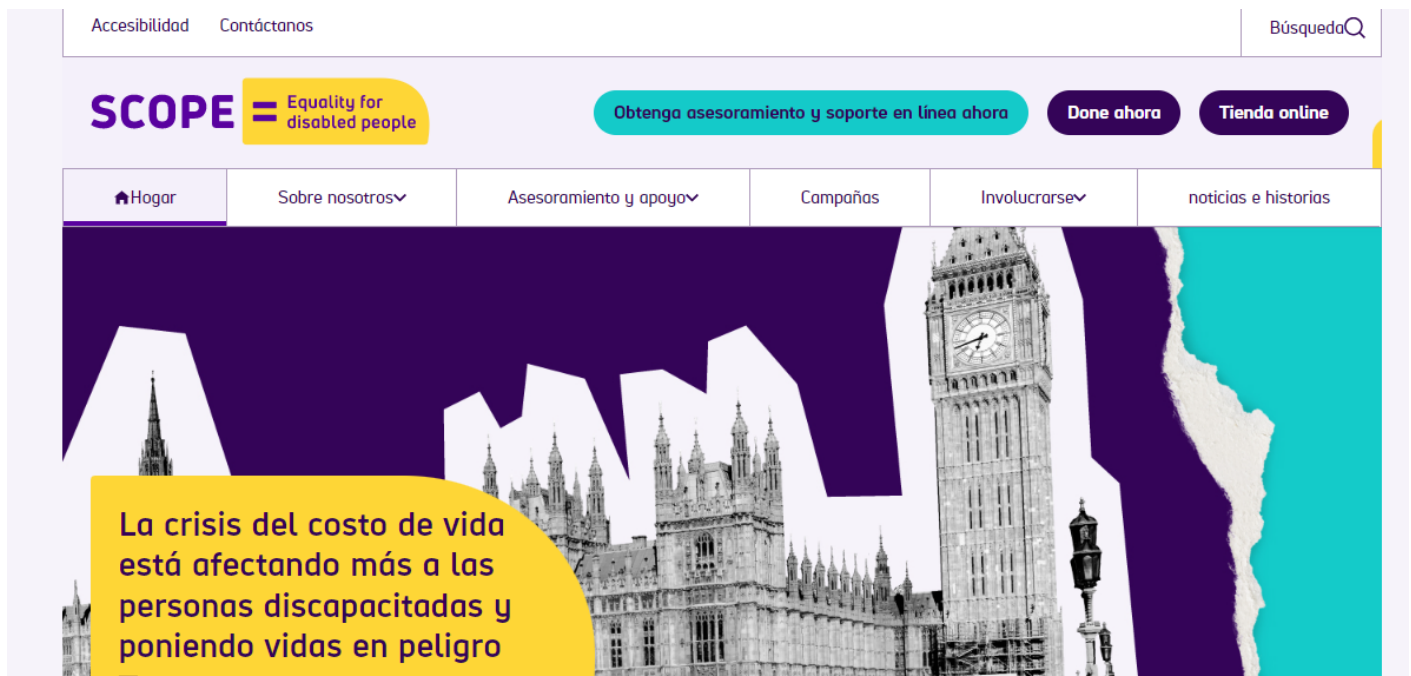 Accesibilidad Contáctanos Búsqueda
SCOPE = Equality for
disabled people
Obtenga asesoramiento y soporte en línea ahora Done ahora Tienda online
Hogar Sobre nosotros Asesoramiento y apoyo Campañas Involucrarse noticias e historias
La crisis del costo de vida
está afectando más a las
personas discapacitadas y
poniendo vidas en peligro